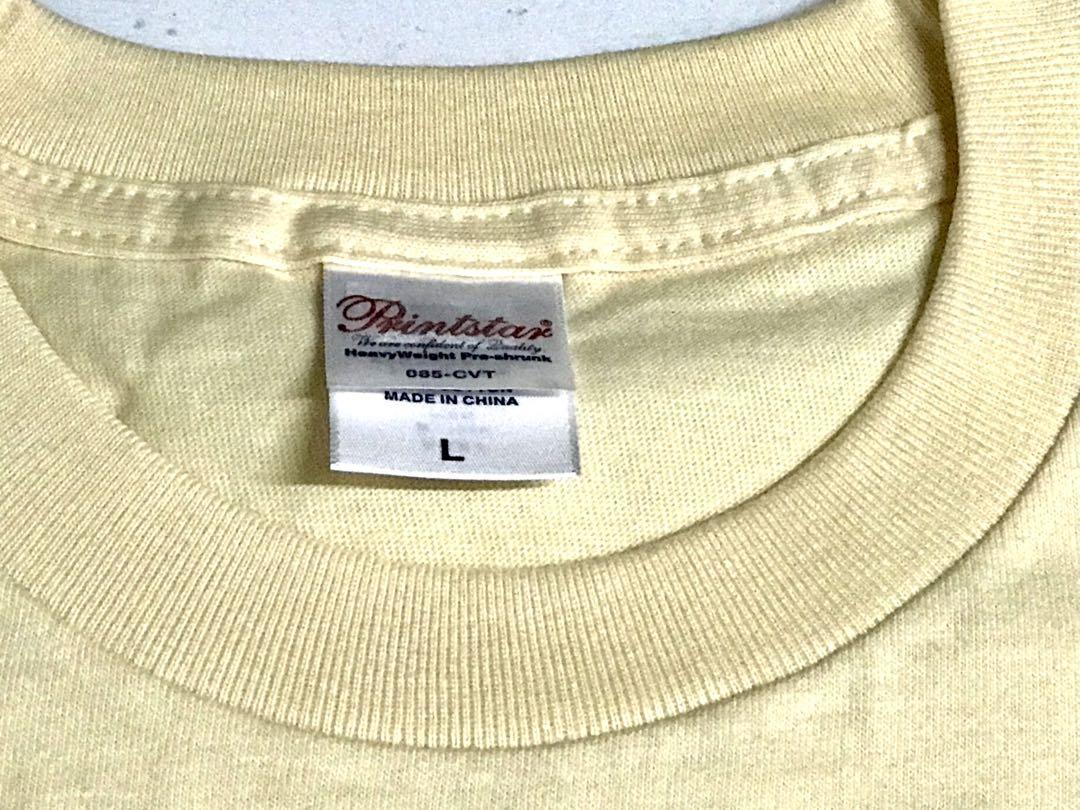 Printstar®
We are confident of Quality
HeavyWeight Pre-shrunk
085-CVT
MADE IN CHINA
L